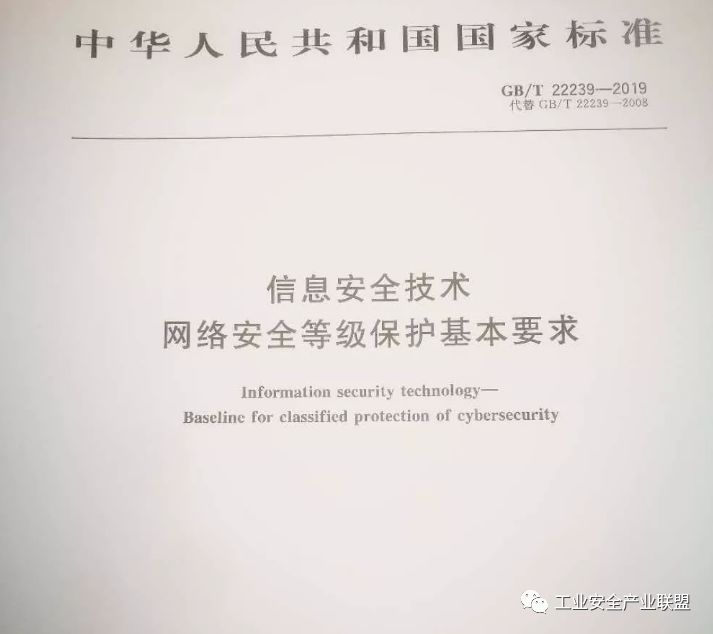 中华人民共和国国家标准
GB/T 22239—2019
代替 GB/T 22239—2008
信息安全技术
网络安全等级保护基本要求
Information security technology—
Baseline for classified protection of cybersecurity
工业安全产业联盟